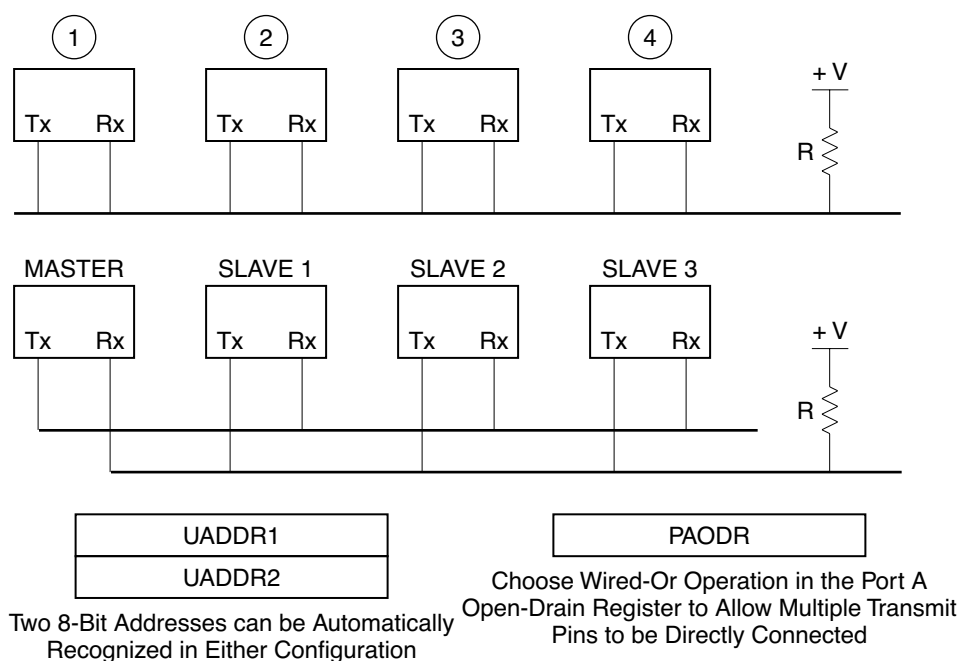 1 2 3 4
+ V
Tx Rx Tx Rx Tx Rx Tx Rx
R
MASTER SLAVE 1 SLAVE 2 SLAVE 3
Tx Rx Tx Rx Tx Rx Tx Rx
+ V
R
UADDR1
UADDR2
Two 8-Bit Addresses can be Automatically
Recognized in Either Configuration
PAODR
Choose Wired-Or Operation in the Port A
Open-Drain Register to Allow Multiple Transmit
Pins to be Directly Connected